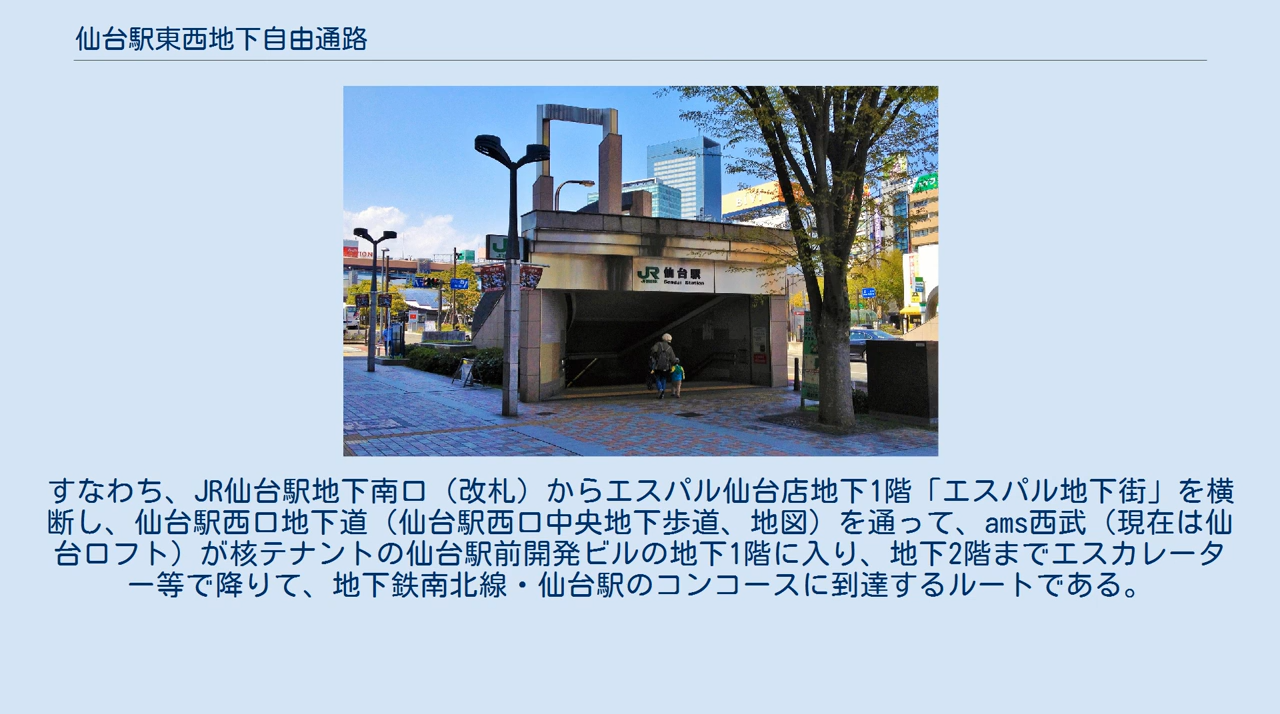 仙台駅東西地下自由通路
JR
JR 仙台駅
Sendai Station
すなわち、JR仙台駅地下南口（改札）からエスパル仙台店地下1階「エスパル地下街」を横
断し、仙台駅西口地下道（仙台駅西口中央地下歩道、地図）を通って、ams西武（現在は仙
台ロフト）が核テナントの仙台駅前開発ビルの地下1階に入り、地下2階までエスカレータ
ー等で降りて、地下鉄南北線・仙台駅のコンコースに到達するルートである。